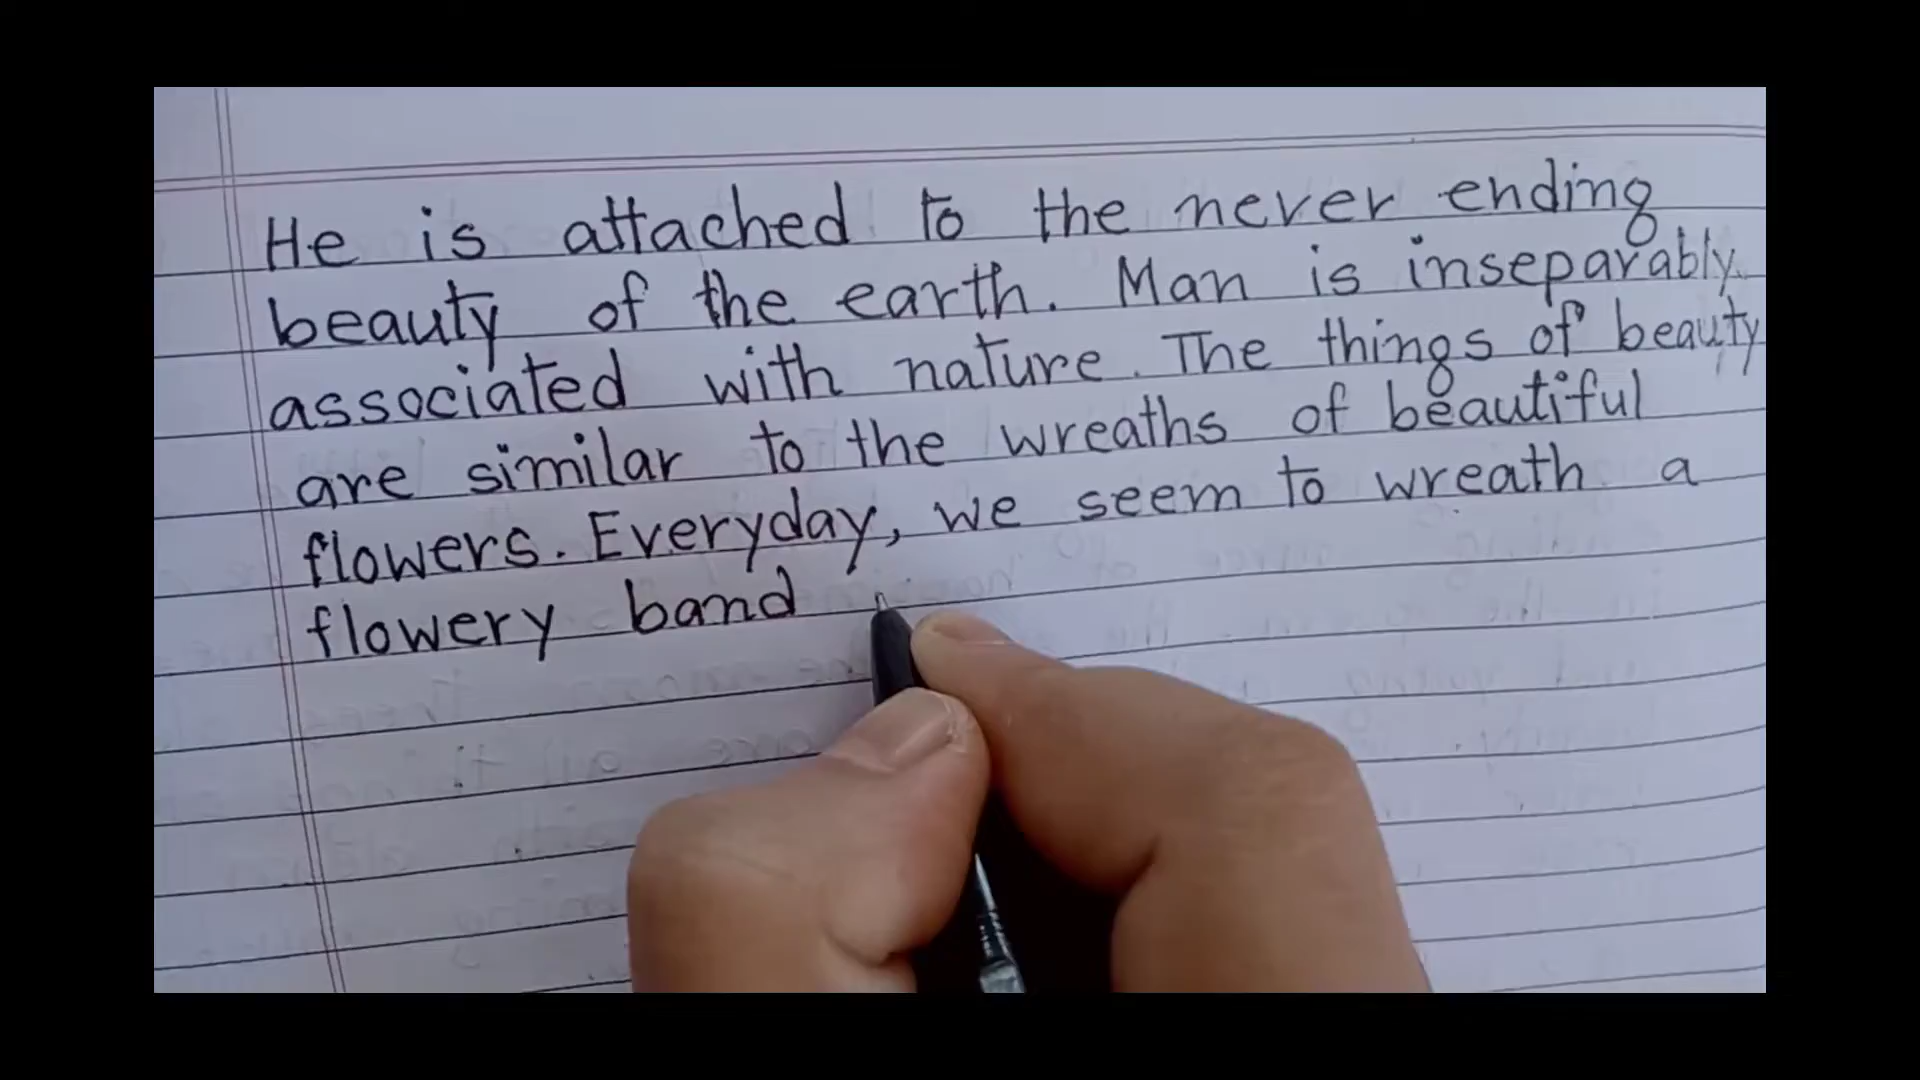 He is attached to the never ending
beauty of the earth. Man is inseparably
associated with nature. The things of beauty
are similar to the wreaths of beautiful
flowers. Everyday, we seem to wreath a
flowery band